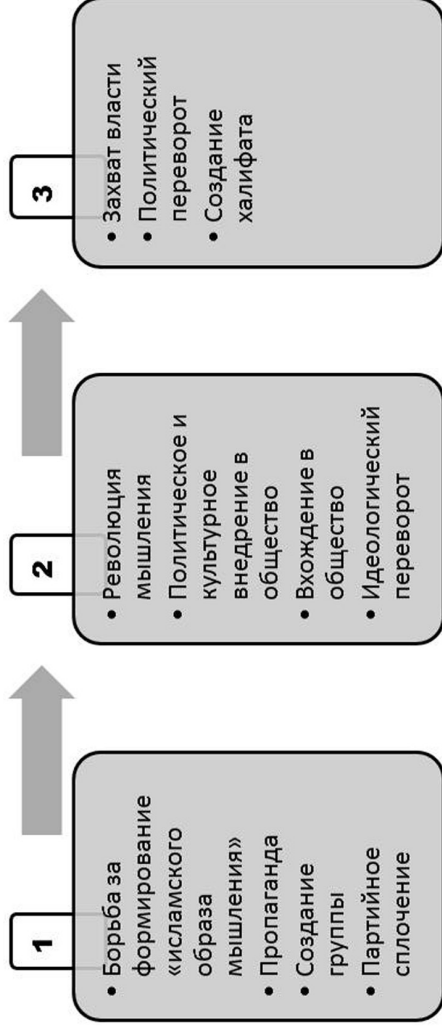 1
• Борьба за
формирование
«исламского
образа
мышления»
• Пропаганда
• Создание
группы
• Партийное
сплочение
2
• Революция
мышления
• Политическое и
культурное
внедрение в
общество
• Вхождение в
общество
• Идеологический
переворот
3
• Захват власти
• Политический
переворот
• Создание
халифата